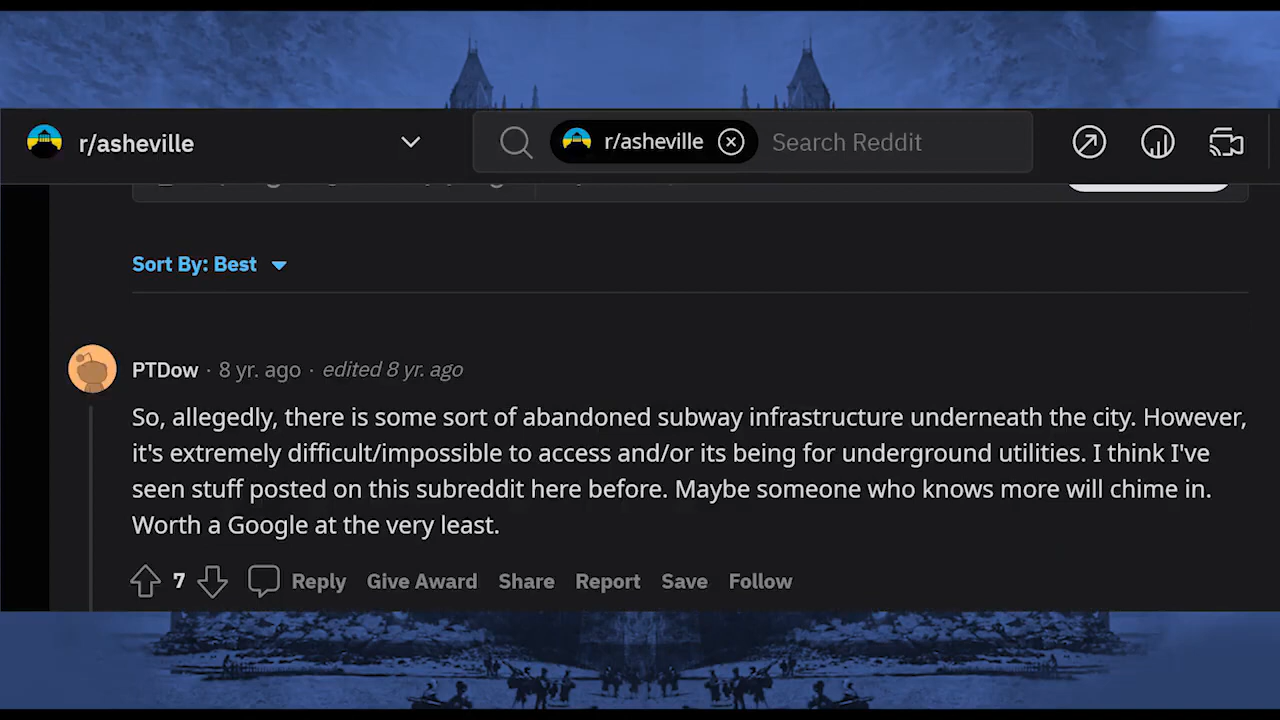 r/asheville
r/asheville Search Reddit
Sort By: Best
PTDow · 8 yr. ago · edited 8 yr. ago
So, allegedly, there is some sort of abandoned subway infrastructure underneath the city. However,
it's extremely difficult/impossible to access and/or its being for underground utilities. I think I've
seen stuff posted on this subreddit here before. Maybe someone who knows more will chime in.
Worth a Google at the very least.
7 Reply Give Award Share Report Save Follow